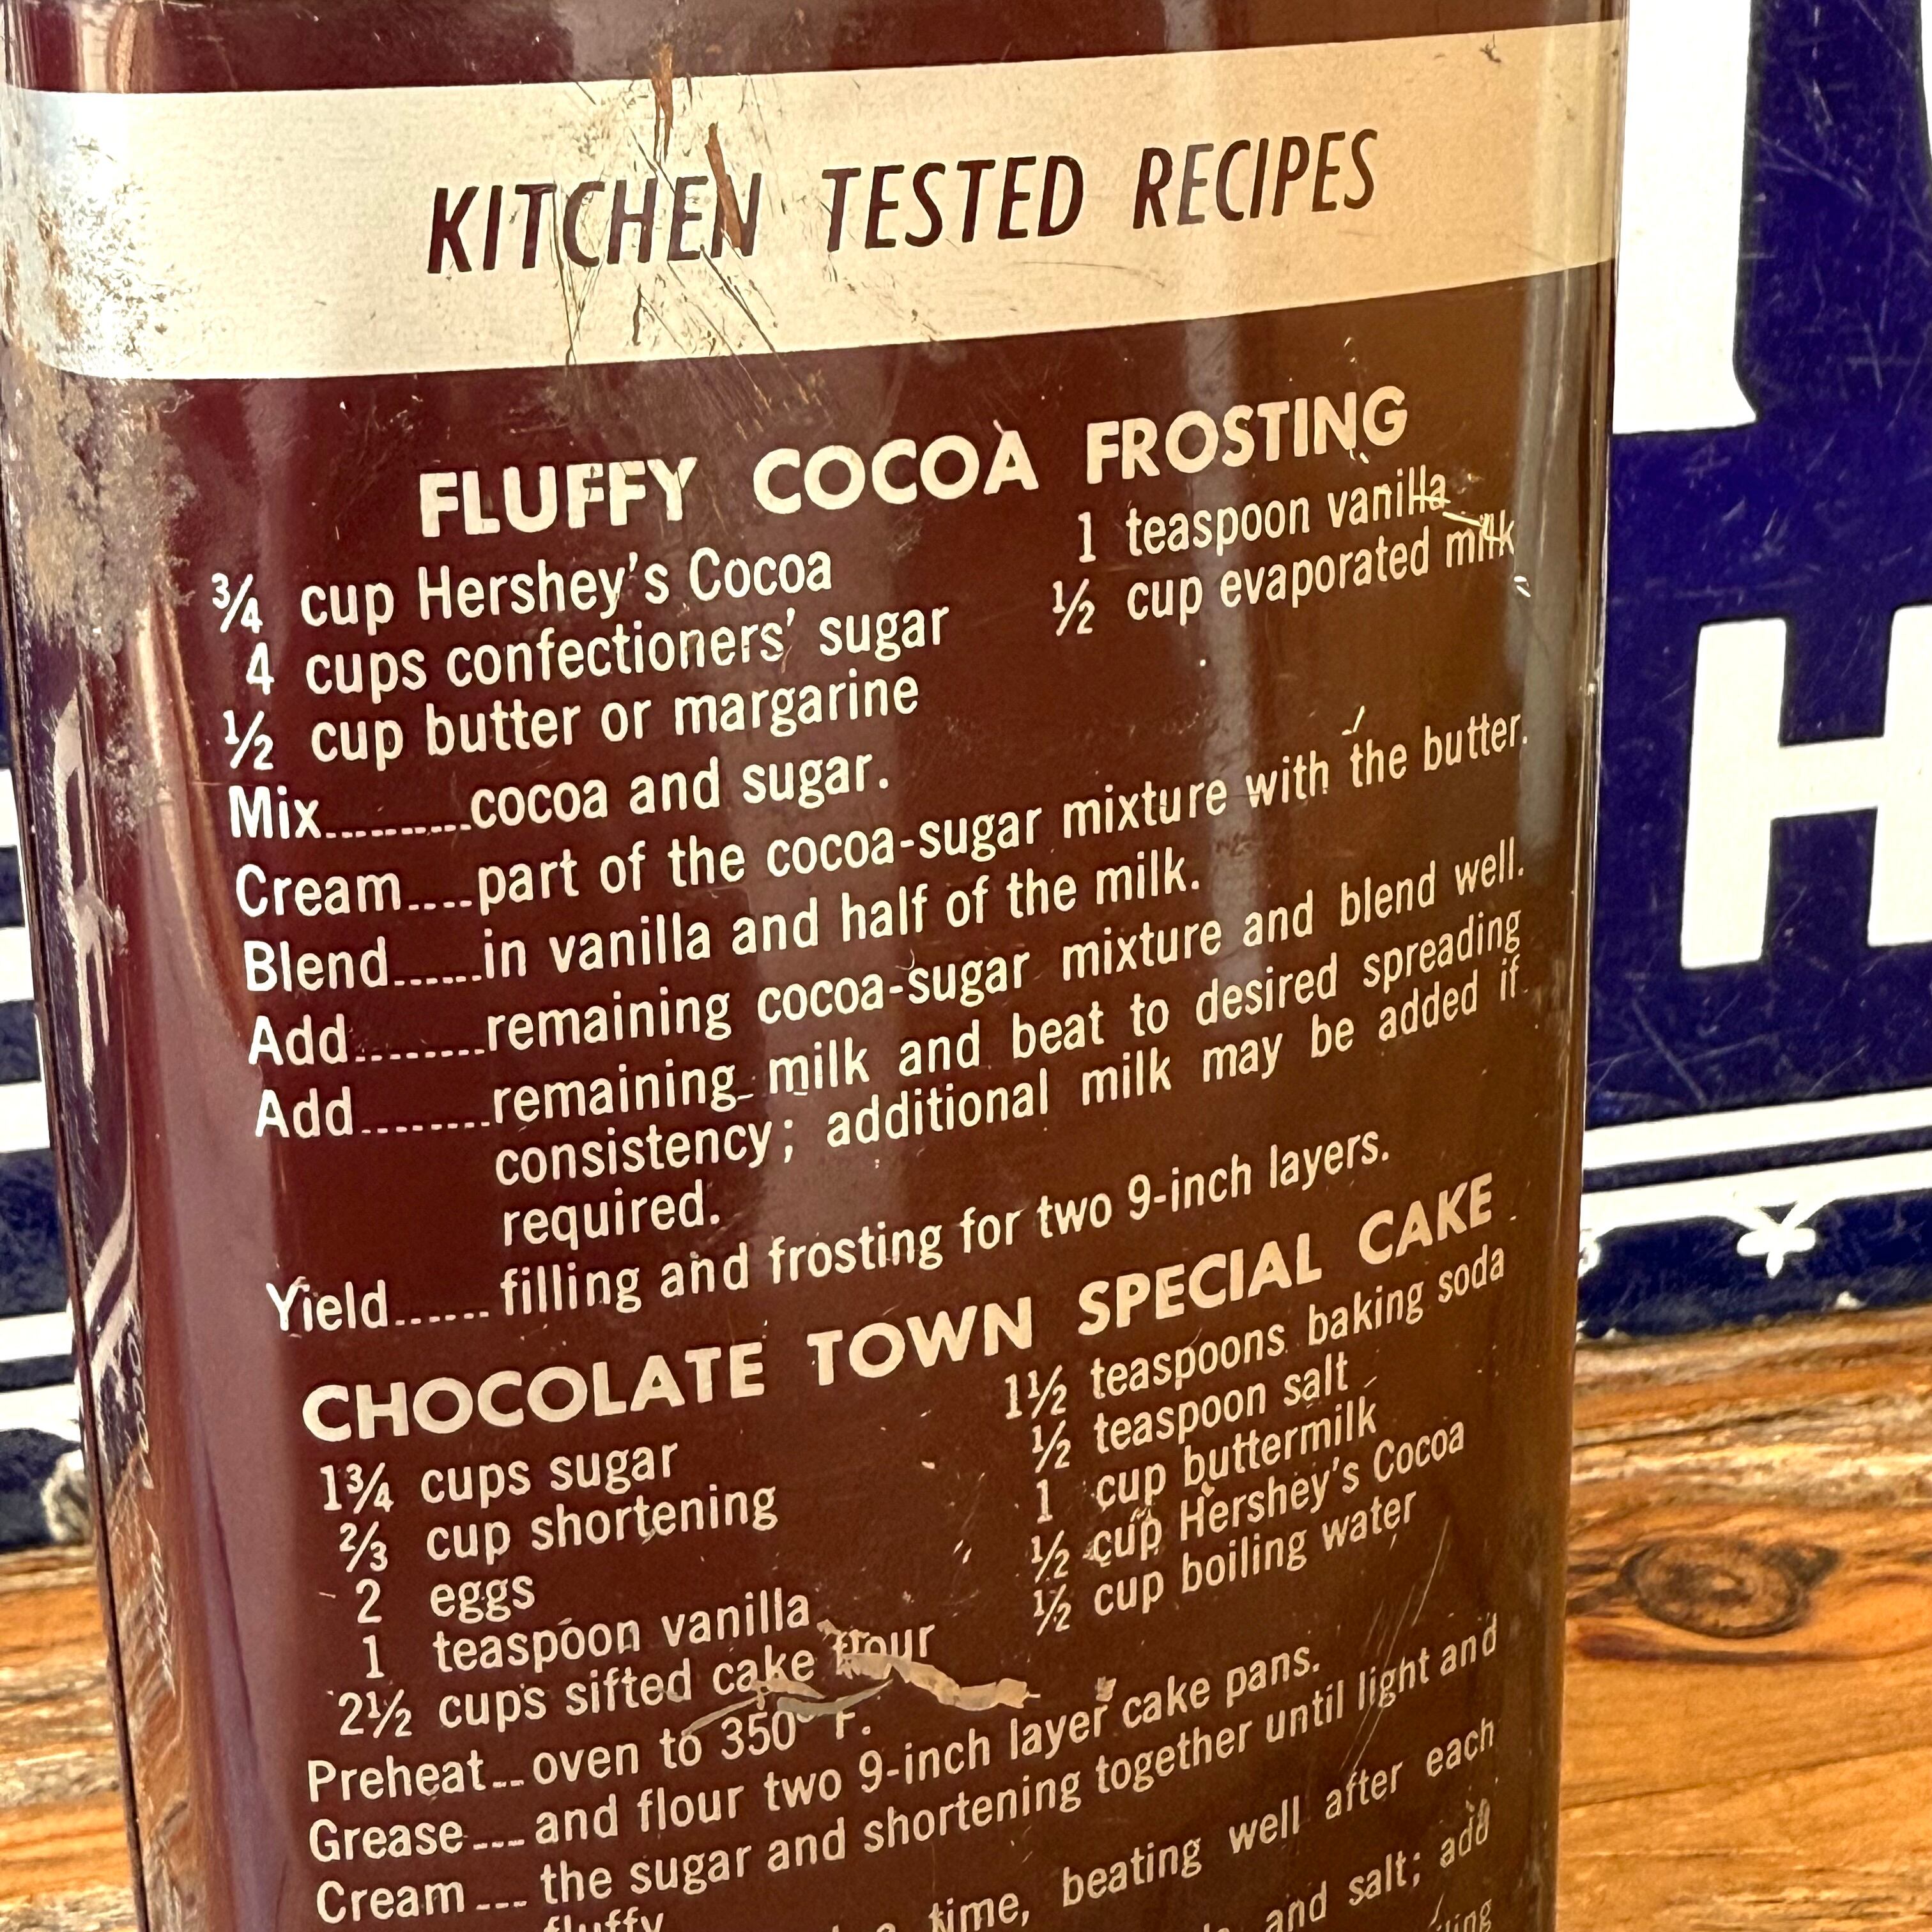 KITCHEN TESTED RECIPES
FLUFFY COCOA FROSTING
¾ cup Hershey's Cocoa
4 cups confectioners' sugar
½ cup butter or margarine
1 teaspoon vanilla
½ cup evaporated milk
Mix..........cocoa and sugar.
Cream....part of the cocoa-sugar mixture with the butter.
Blend......in vanilla and half of the milk.
Add........remaining cocoa-sugar mixture and blend well.
Add........remaining milk and beat to desired spreading
consistency; additional milk may be added if
required.
Yield...... filling and frosting for two 9-inch layers.
CHOCOLATE TOWN SPECIAL CAKE
1¾ cups sugar
⅔ cup shortening
2 eggs
1 teaspoon vanilla
2½ cups sifted cake flour
1½ teaspoons baking soda
½ teaspoon salt
1 cup buttermilk
½ cup Hershey's Cocoa
½ cup boiling water
Preheat...oven to 350° F.
Grease....and flour two 9-inch layer cake pans.
Cream... the sugar and shortening together until light and
fluffy
time, beating well after each
and salt; add
H